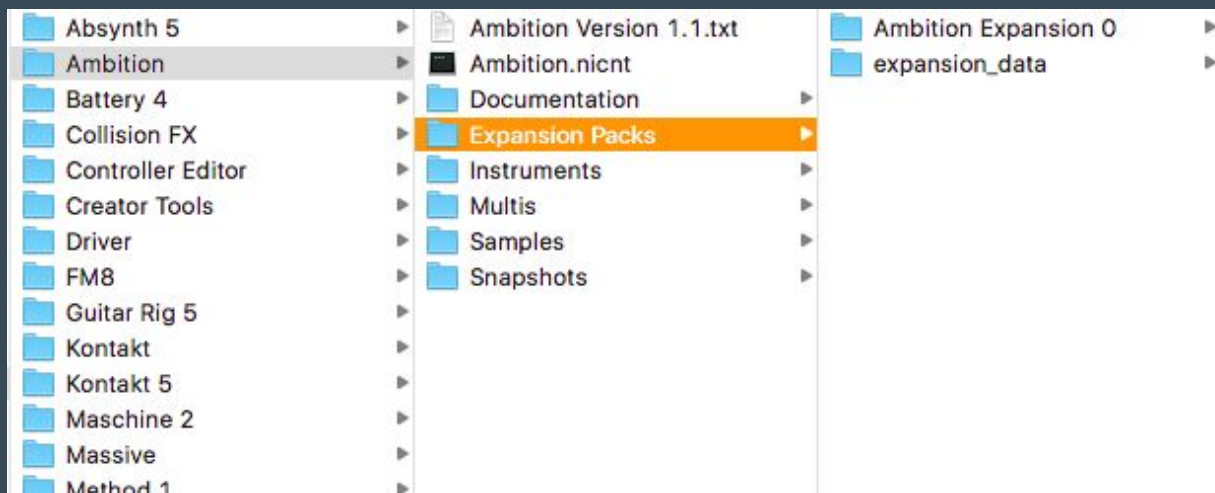 Absynth 5
Ambition
Battery 4
Collision FX
Controller Editor
Creator Tools
Driver
FM8
Guitar Rig 5
Kontakt
Kontakt 5
Maschine 2
Massive
Method 1
Ambition Version 1.1.txt
Ambition.nicnt
Documentation
Expansion Packs
Instruments
Multis
Samples
Snapshots
Ambition Expansion 0
expansion_data